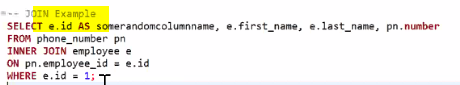 -- JOIN Example
SELECT e.id AS somerandomcolumnname, e.first_name, e.last_name, pn.number
FROM phone_number pn
INNER JOIN employee e
ON pn.employee_id = e.id
WHERE e.id = 1;